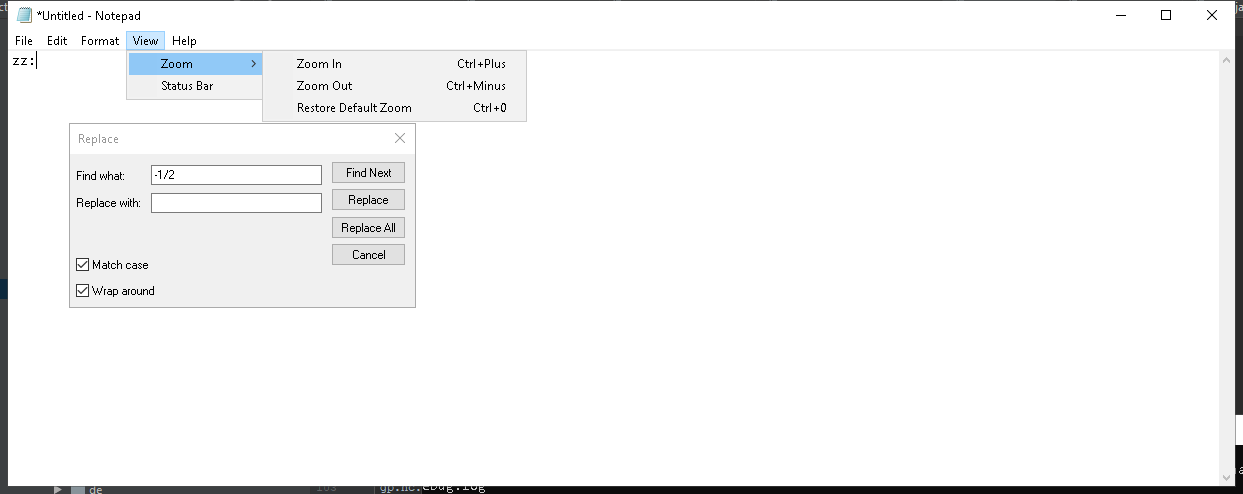 *Untitled - Notepad
File Edit Format View Help
zz:
Zoom
Status Bar
Zoom In Ctrl+Plus
Zoom Out Ctrl+Minus
Restore Default Zoom Ctrl+0
Replace
Find what: -1/2
Find Next
Replace with:
Replace
Replace All
Cancel
Match case
Wrap around
de